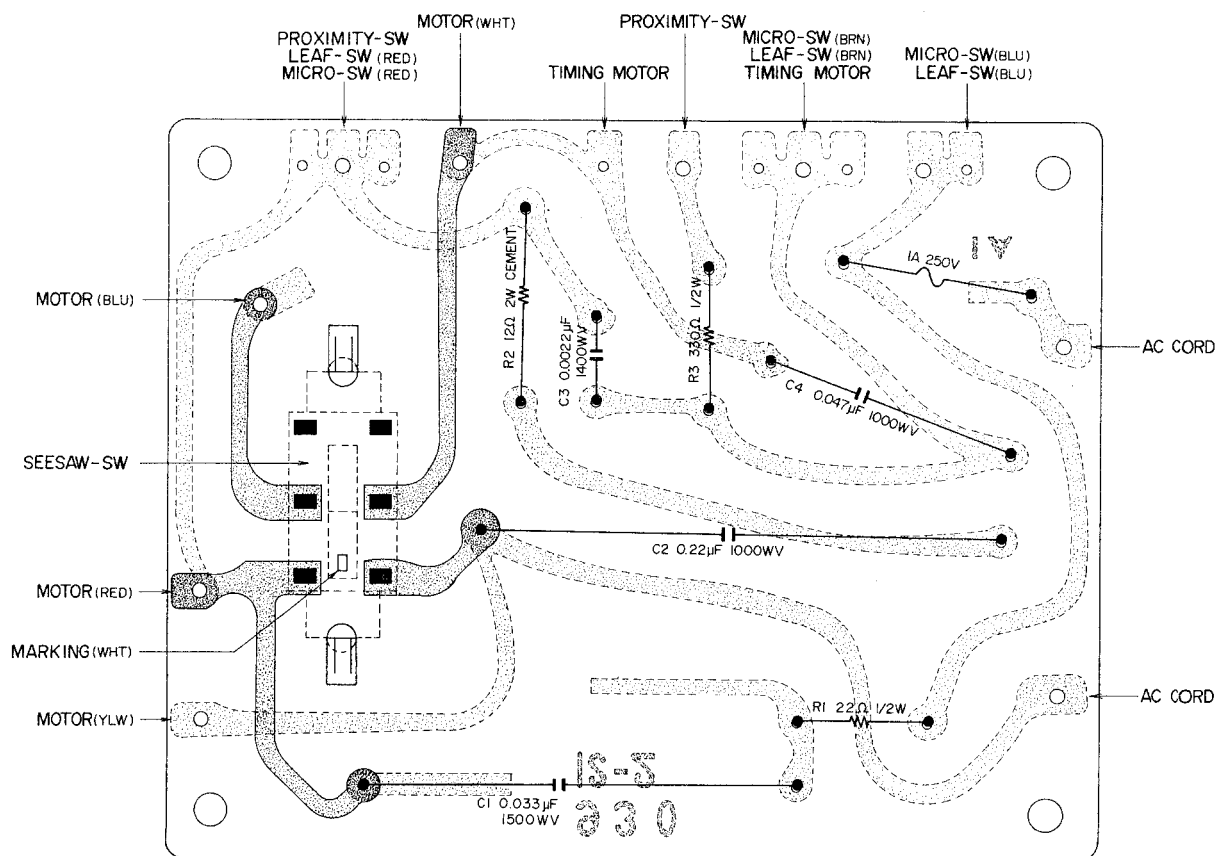 MOTOR (WHT)
PROXIMITY-SW
LEAF-SW (RED)
MICRO-SW (RED)
TIMING MOTOR
PROXIMITY-SW
MICRO-SW (BRN)
LEAF-SW (BRN)
TIMING MOTOR
MICRO-SW (BLU)
LEAF-SW (BLU)
MOTOR (BLU)
R2 12Ω 2W CEMENT
C3 0.0022µF
1400WV
R3 330Ω 1/2W
1A 250V
AC CORD
C4 0.047µF 1000WV
SEESAW-SW
C2 0.22µF 1000WV
MOTOR (RED)
MARKING (WHT)
MOTOR (YLW)
R1 22Ω 1/2W
AC CORD
C1 0.033µF
1500WV